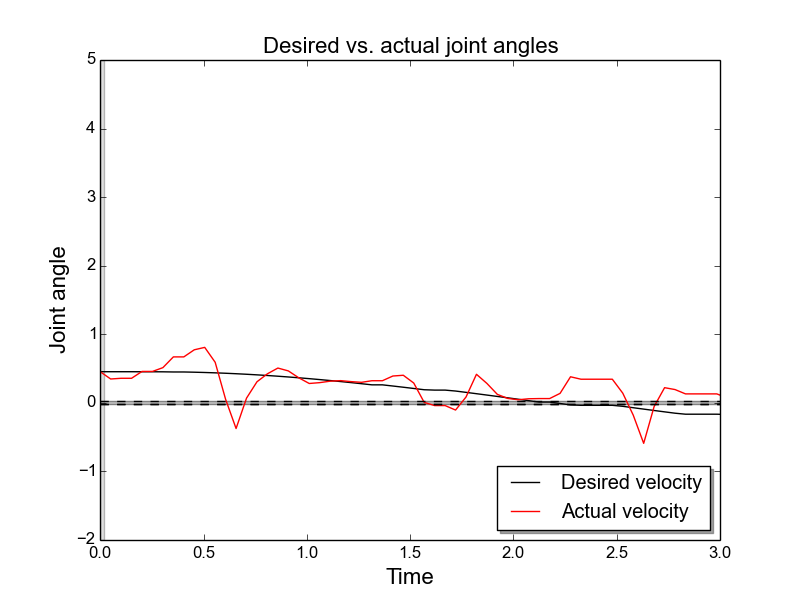 Desired vs. actual joint angles
5
4
3
2
1
0
−1
−2
Joint angle
0.0 0.5 1.0 1.5 2.0 2.5 3.0
Time
Desired velocity
Actual velocity